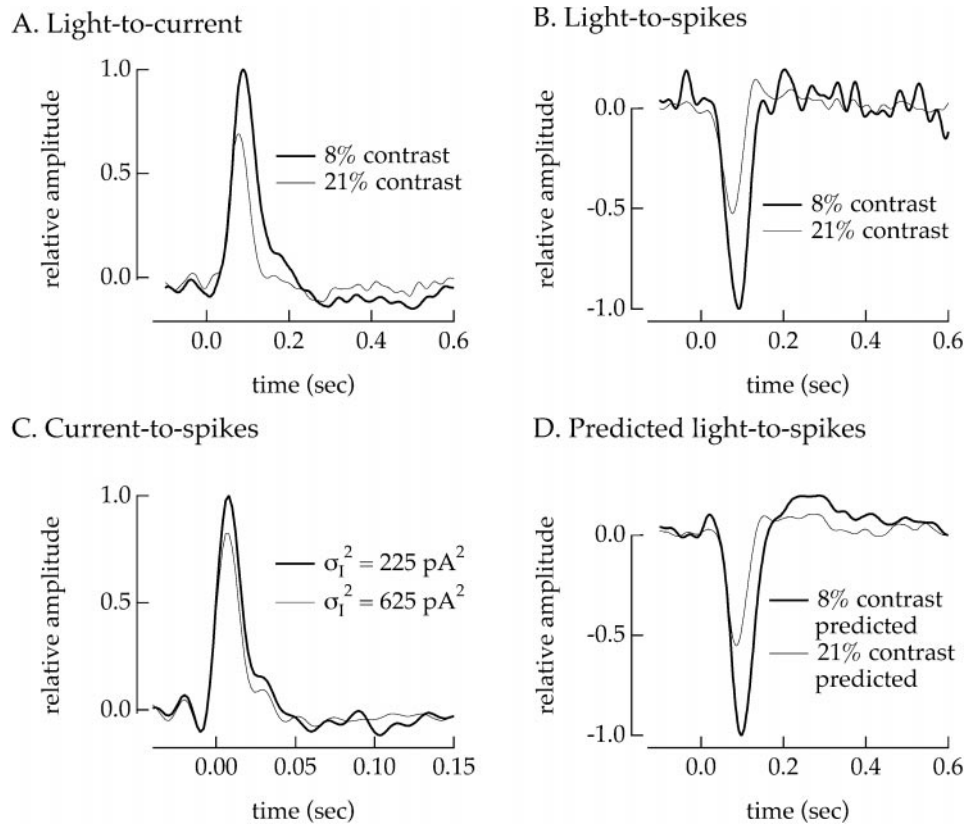 A. Light-to-current
relative amplitude
1.0
0.5
0.0
8% contrast
21% contrast
0.0 0.2 0.4 0.6
time (sec)
B. Light-to-spikes
relative amplitude
0.0
-0.5
-1.0
8% contrast
21% contrast
0.0 0.2 0.4 0.6
time (sec)
C. Current-to-spikes
relative amplitude
1.0
0.5
0.0
σI² = 225 pA²
σI² = 625 pA²
0.00 0.05 0.10 0.15
time (sec)
D. Predicted light-to-spikes
relative amplitude
0.0
-0.5
-1.0
8% contrast
predicted
21% contrast
predicted
0.0 0.2 0.4 0.6
time (sec)